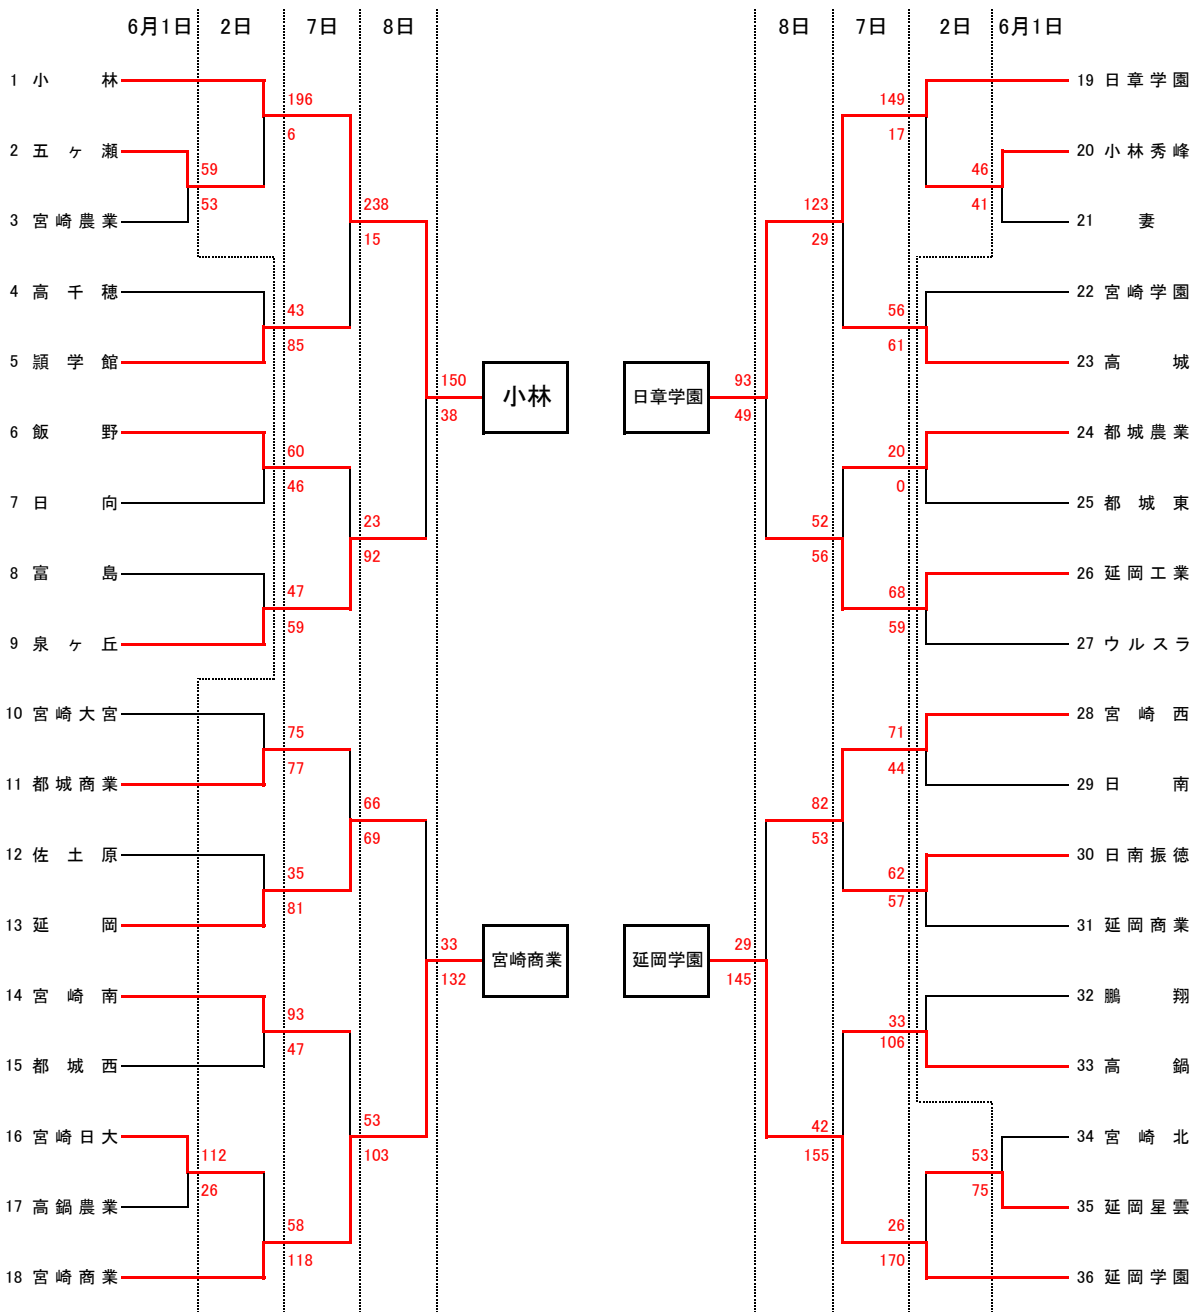 6月1日 2日 7日 8日 8日 7日 2日 6月1日
1 小林 19 日章学園
196 149
6 17
2 五ヶ瀬 20 小林秀峰
59 46
53 41
3 宮崎農業 21 妻
238 123
15 29
4 高千穂 22 宮崎学園
43 56
85 61
5 頴学館 23 高城
150 小林 日章学園 93
38 49
6 飯野 24 都城農業
60 20
46 0
7 日向 25 都城東
23 52
92 56
8 富島 26 延岡工業
47 68
59 59
9 泉ヶ丘 27 ウルスラ
10 宮崎大宮 28 宮崎西
75 71
77 44
11 都城商業 29 日南
66 82
69 53
12 佐土原 30 日南振徳
35 62
81 57
13 延岡 31 延岡商業
33 宮崎商業 延岡学園 29
132 145
14 宮崎南 32 鵬翔
93 33
47 106
15 都城西 33 高鍋
53 42
103 155
16 宮崎日大 34 宮崎北
112 53
26 75
17 高鍋農業 35 延岡星雲
58 26
118 170
18 宮崎商業 36 延岡学園